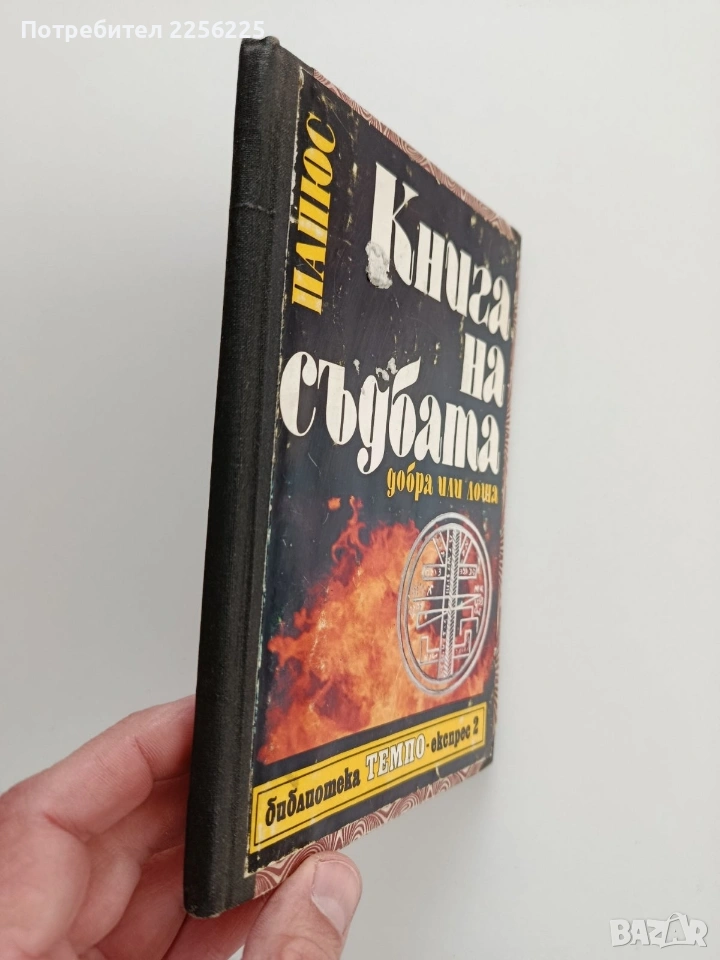 Потребител 2256225
ПАПЮС
Книга
на
съдбата
добра или лоша
библиотека ТЕМПО-експрес 2
BAZAR